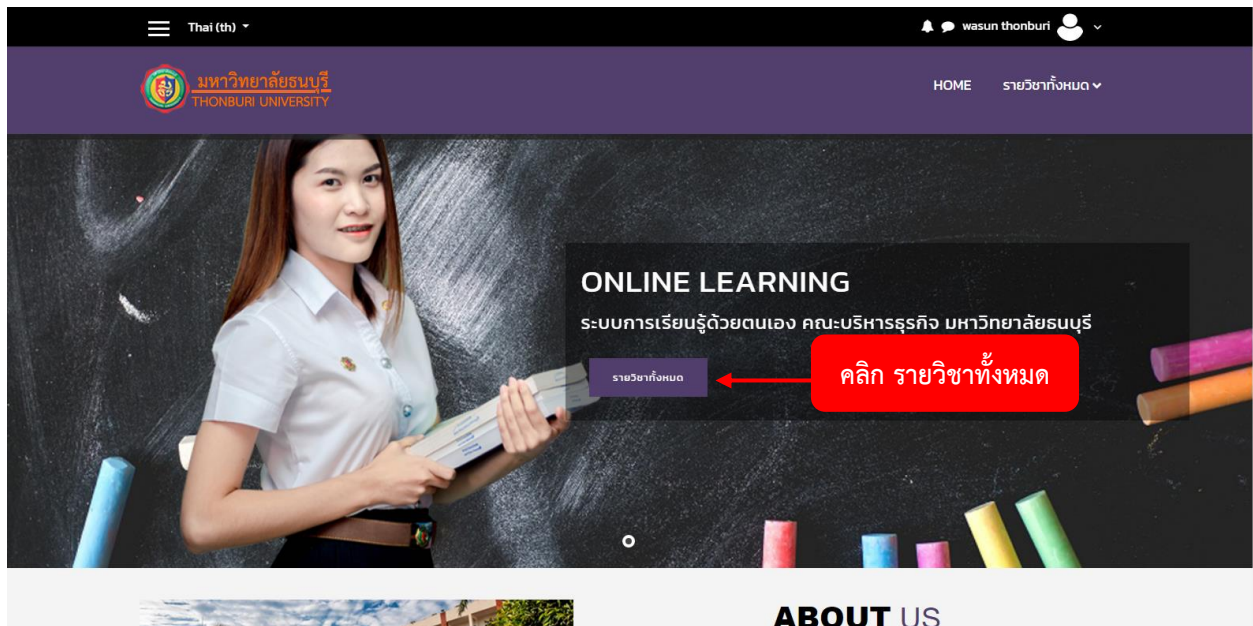 Thai (th)
wasun thonburi
มหาวิทยาลัยธนบุรี
THONBURI UNIVERSITY
HOME
รายวิชาทั้งหมด
ONLINE LEARNING
ระบบการเรียนรู้ด้วยตนเอง คณะบริหารธุรกิจ มหาวิทยาลัยธนบุรี
รายวิชาทั้งหมด
คลิก รายวิชาทั้งหมด
ABOUT US